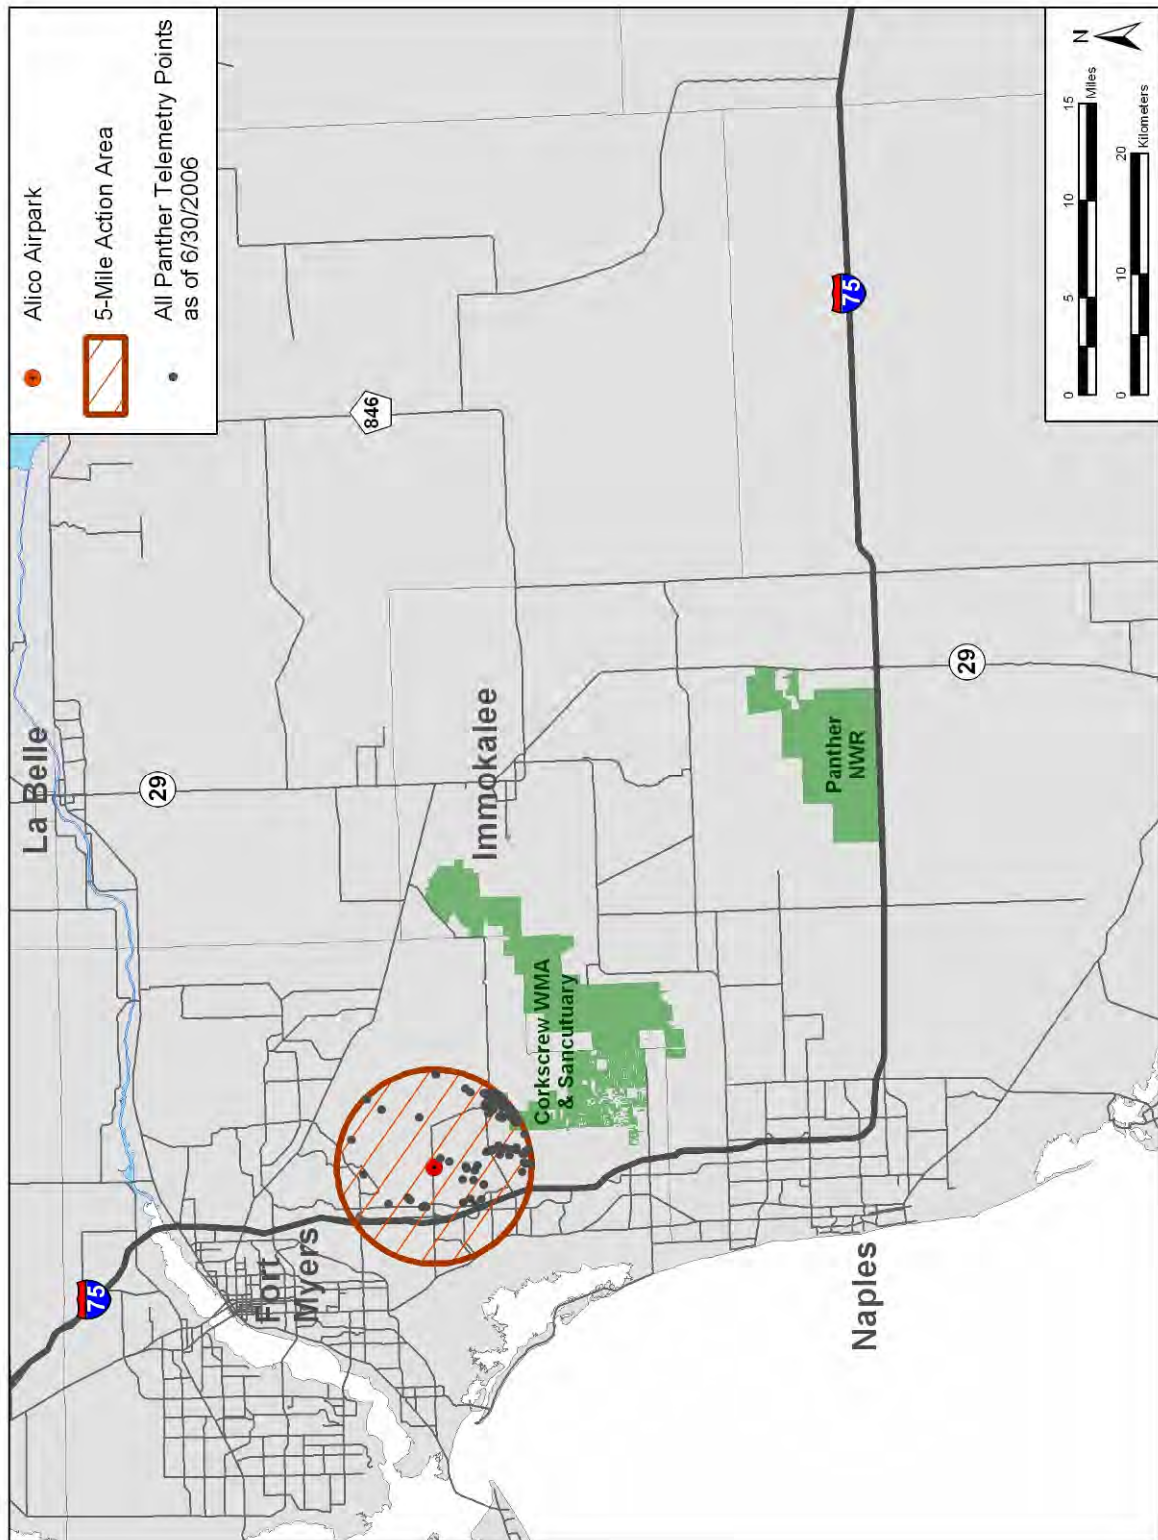 Alico Airpark
5-Mile Action Area
All Panther Telemetry Points
as of 6/30/2006
La Belle
29
846
Immokalee
75
Fort
Myers
Corkscrew WMA
& Sancutuary
Panther
NWR
29
75
Naples
N
0
5
10
15
Miles
0
10
20
Kilometers